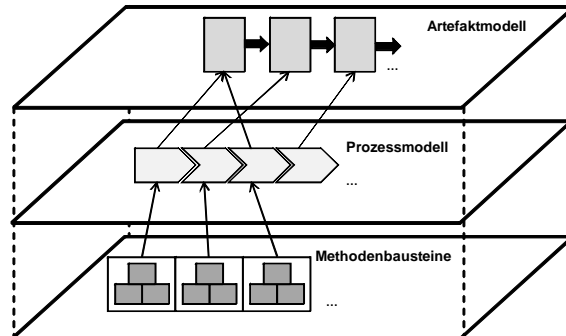 Artefaktmodell
...
Prozessmodell
...
Methodenbausteine
...